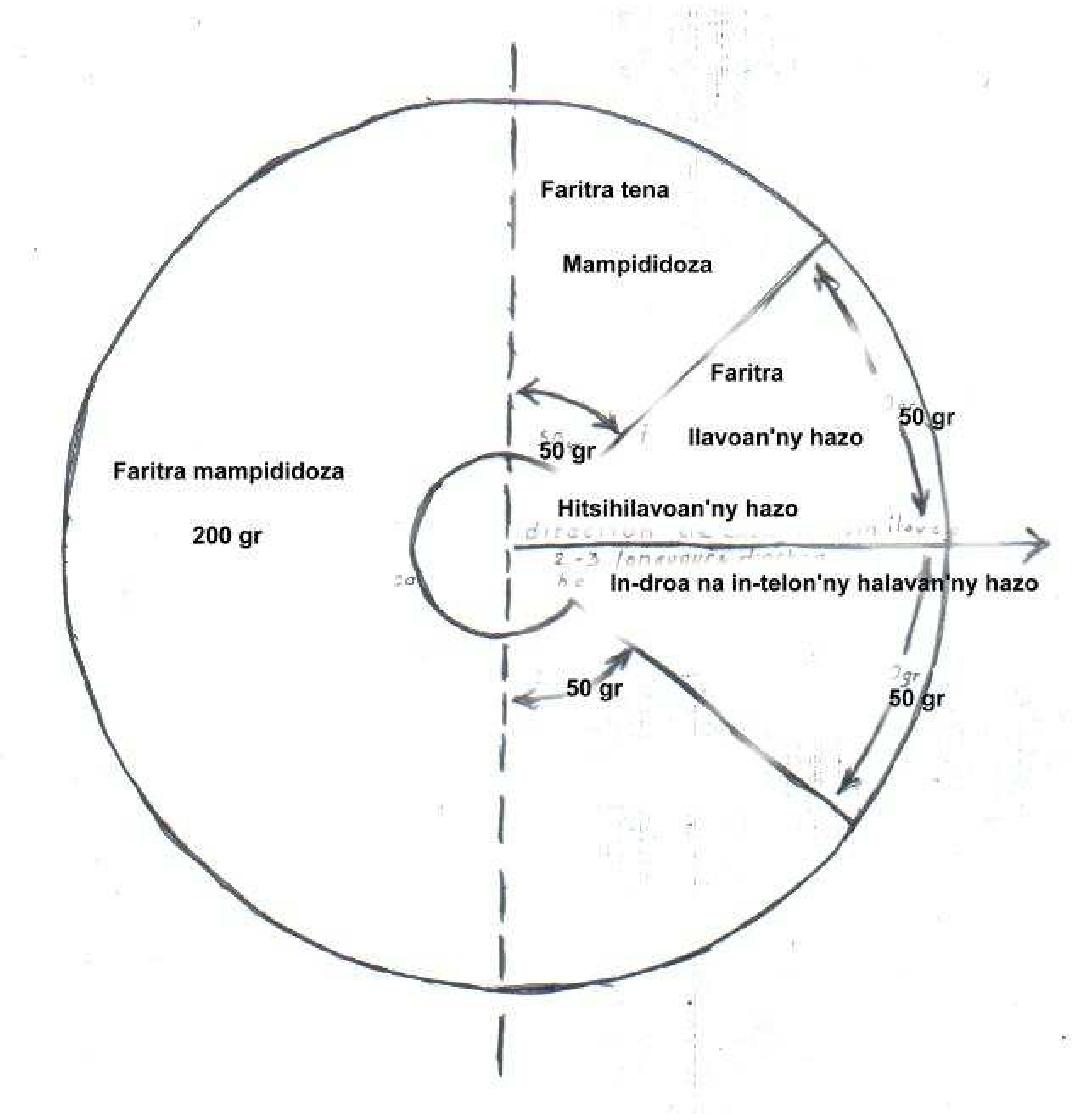 Faritra tena
Mampididoza
Faritra
50 gr
Ilavoan'ny hazo
50 gr
Faritra mampididoza
200 gr
Hitsihilavoan'ny hazo
In-droa na in-telon'ny halavan'ny hazo
50 gr
50 gr